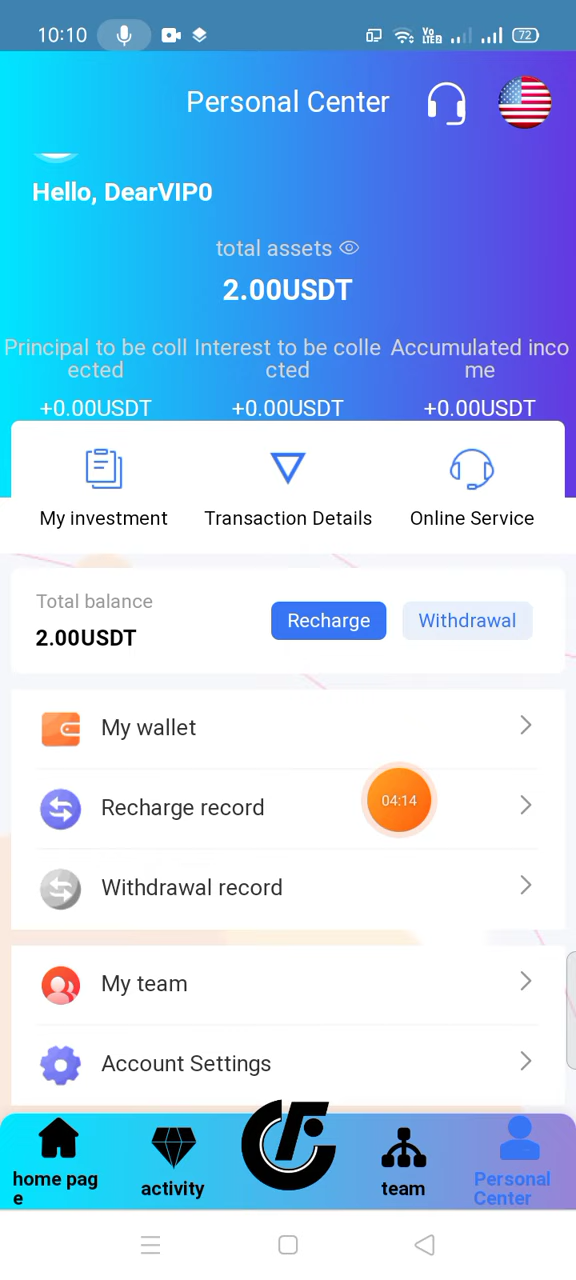 10:10
Vo
LTE2
72
Personal Center
Hello, DearVIP0
total assets
2.00USDT
Principal to be coll
ected
Interest to be colle
cted
Accumulated inco
me
+0.00USDT
+0.00USDT
+0.00USDT
My investment
Transaction Details
Online Service
Total balance
2.00USDT
Recharge
Withdrawal
My wallet
Recharge record
04:14
Withdrawal record
My team
Account Settings
home pag
e
activity
team
Personal
Center